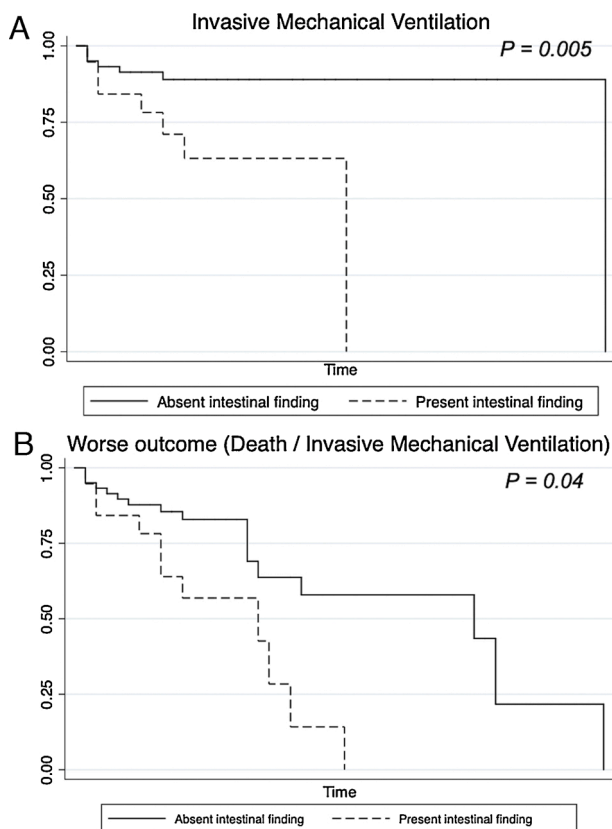 A
Invasive Mechanical Ventilation
P = 0.005
1.00
0.75
0.50
0.25
0.00
Time
Absent intestinal finding
Present intestinal finding
B
Worse outcome (Death / Invasive Mechanical Ventilation)
P = 0.04
1.00
0.75
0.50
0.25
0.00
Time
Absent intestinal finding
Present intestinal finding